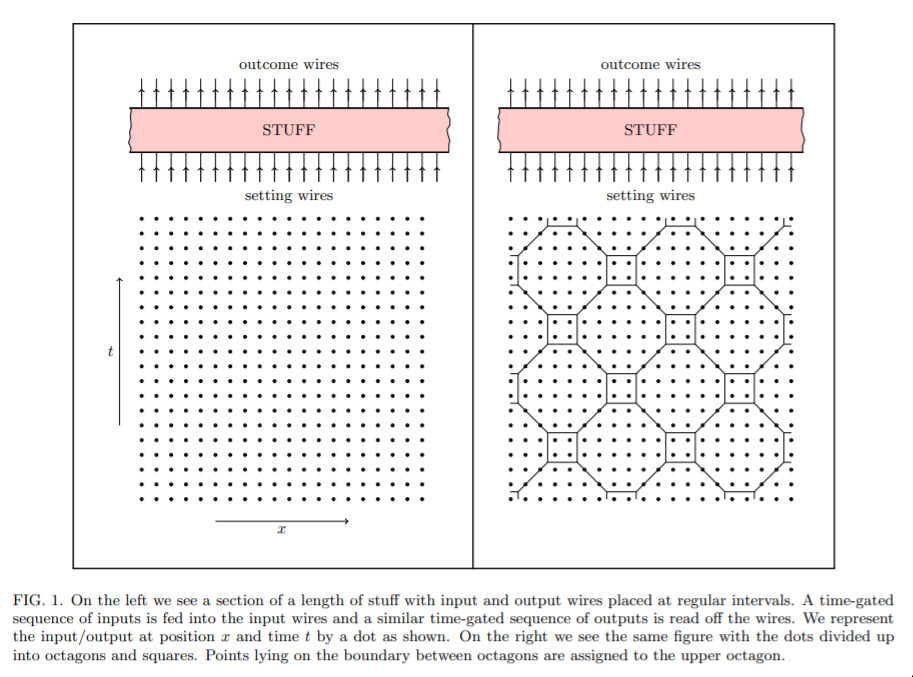 outcome wires
STUFF
setting wires
t
x
outcome wires
STUFF
setting wires
FIG. 1. On the left we see a section of a length of stuff with input and output wires placed at regular intervals. A time-gated
sequence of inputs is fed into the input wires and a similar time-gated sequence of outputs is read off the wires. We represent
the input/output at position x and time t by a dot as shown. On the right we see the same figure with the dots divided up
into octagons and squares. Points lying on the boundary between octagons are assigned to the upper octagon.